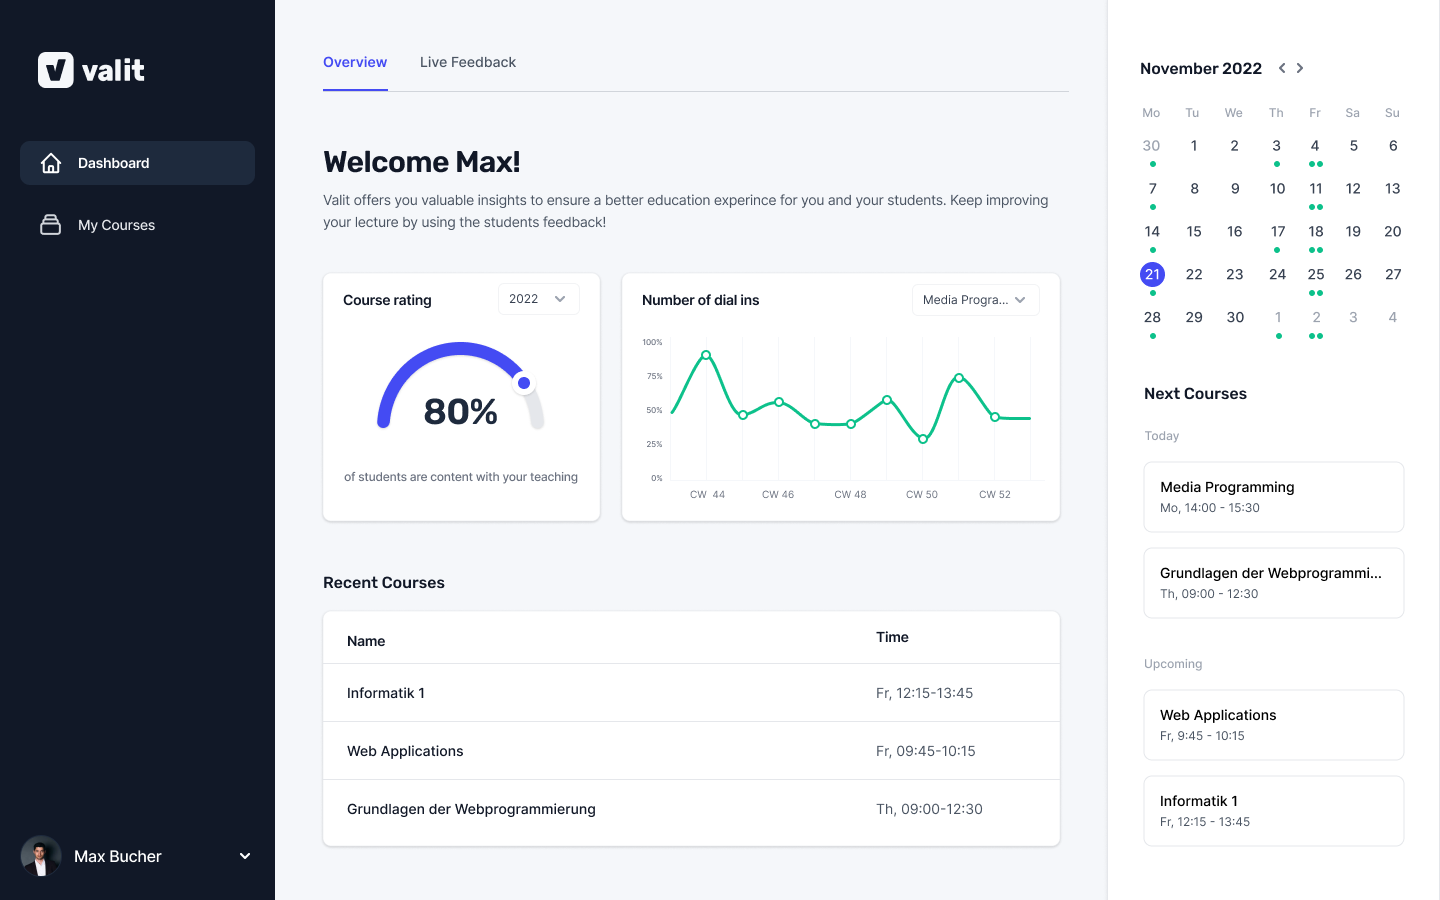 valit
Dashboard
My Courses
Max Bucher
Overview
Live Feedback
Welcome Max!
Valit offers you valuable insights to ensure a better education experince for you and your students. Keep improving
your lecture by using the students feedback!
Course rating
2022
80%
of students are content with your teaching
Number of dial ins
Media Progra...
100%
75%
50%
25%
0%
CW 44
CW 46
CW 48
CW 50
CW 52
Recent Courses
Name Time
Informatik 1 Fr, 12:15-13:45
Web Applications Fr, 09:45-10:15
Grundlagen der Webprogrammierung Th, 09:00-12:30
November 2022
Mo Tu We Th Fr Sa Su
30 1 2 3 4 5 6
7 8 9 10 11 12 13
14 15 16 17 18 19 20
21 22 23 24 25 26 27
28 29 30 1 2 3 4
Next Courses
Today
Media Programming
Mo, 14:00 - 15:30
Grundlagen der Webprogrammi...
Th, 09:00 - 12:30
Upcoming
Web Applications
Fr, 9:45 - 10:15
Informatik 1
Fr, 12:15 - 13:45